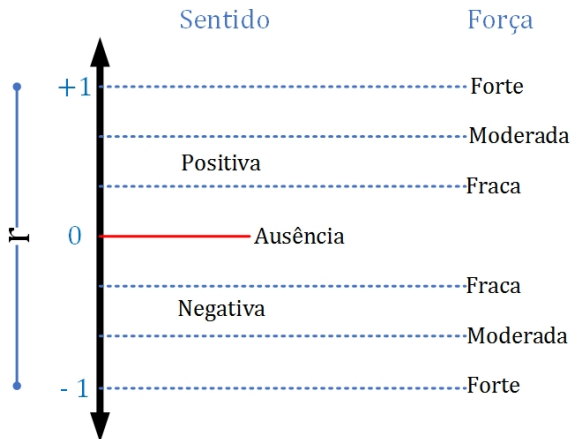 Sentido Força
+1 Forte
Moderada
Positiva
Fraca
r 0 Ausência
Fraca
Negativa
Moderada
- 1 Forte